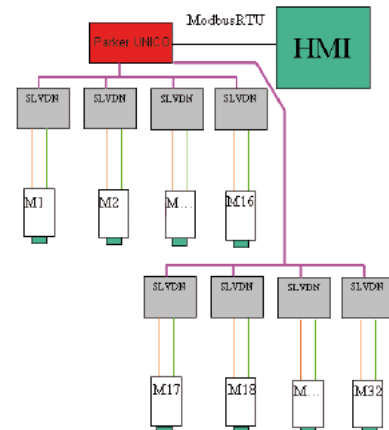 ModbusRTU
Parker UNICO
HMI
SLVDN SLVDN SLVDN SLVDN
M1 M2 M... M16
SLVDN SLVDN SLVDN SLVDN
M17 M18 M... M32